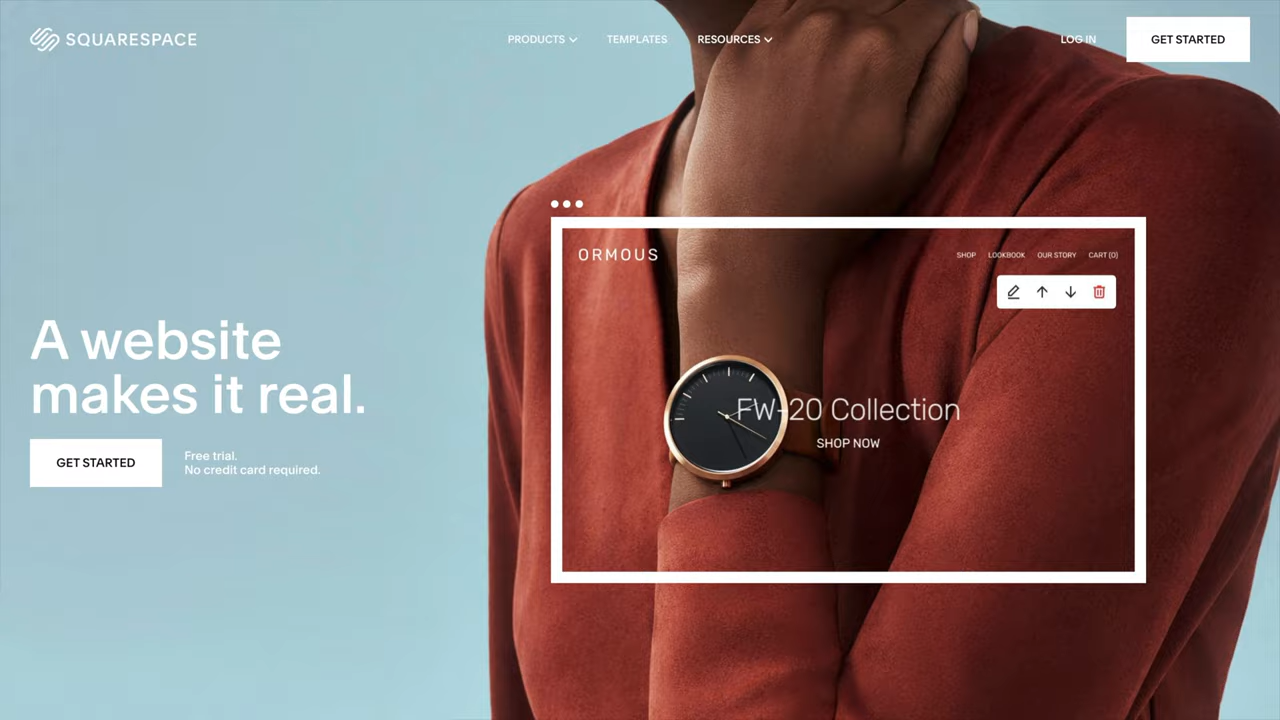 SQUARESPACE
PRODUCTS
TEMPLATES
RESOURCES
LOG IN
GET STARTED
A website
makes it real.
GET STARTED
Free trial.
No credit card required.
ORMOUS
SHOP
LOOKBOOK
OUR STORY
CART (0)
FW-20 Collection
SHOP NOW